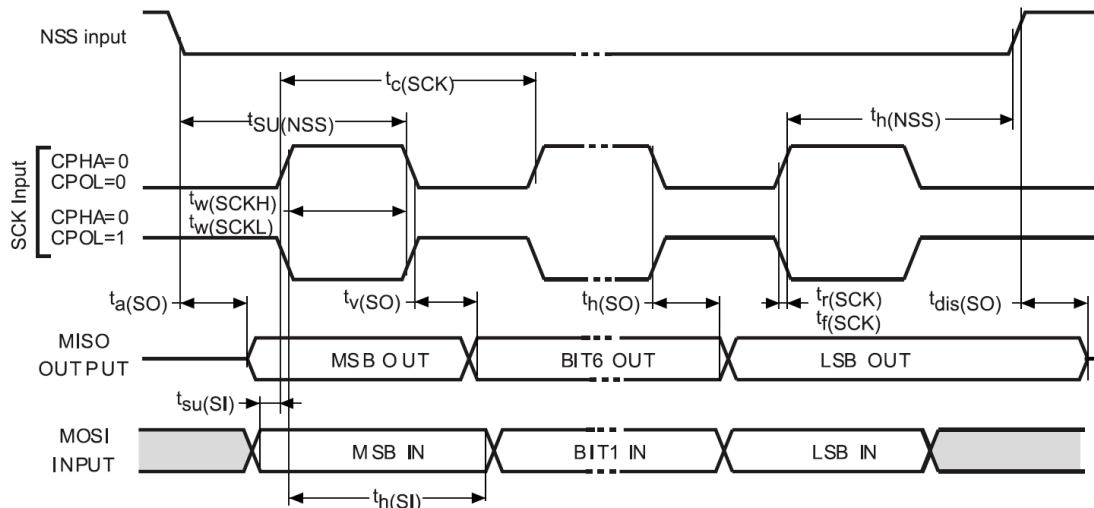 NSS input
tc(SCK)
tSU(NSS)
th(NSS)
SCK Input
CPHA=0
CPOL=0
CPHA=0
CPOL=1
tw(SCKH)
tw(SCKL)
ta(SO)
tv(SO)
th(SO)
tr(SCK)
tf(SCK)
tdis(SO)
MISO
OUTPUT
MSB OUT
BIT6 OUT
LSB OUT
tsu(SI)
MOSI
INPUT
MSB IN
BIT1 IN
LSB IN
th(SI)